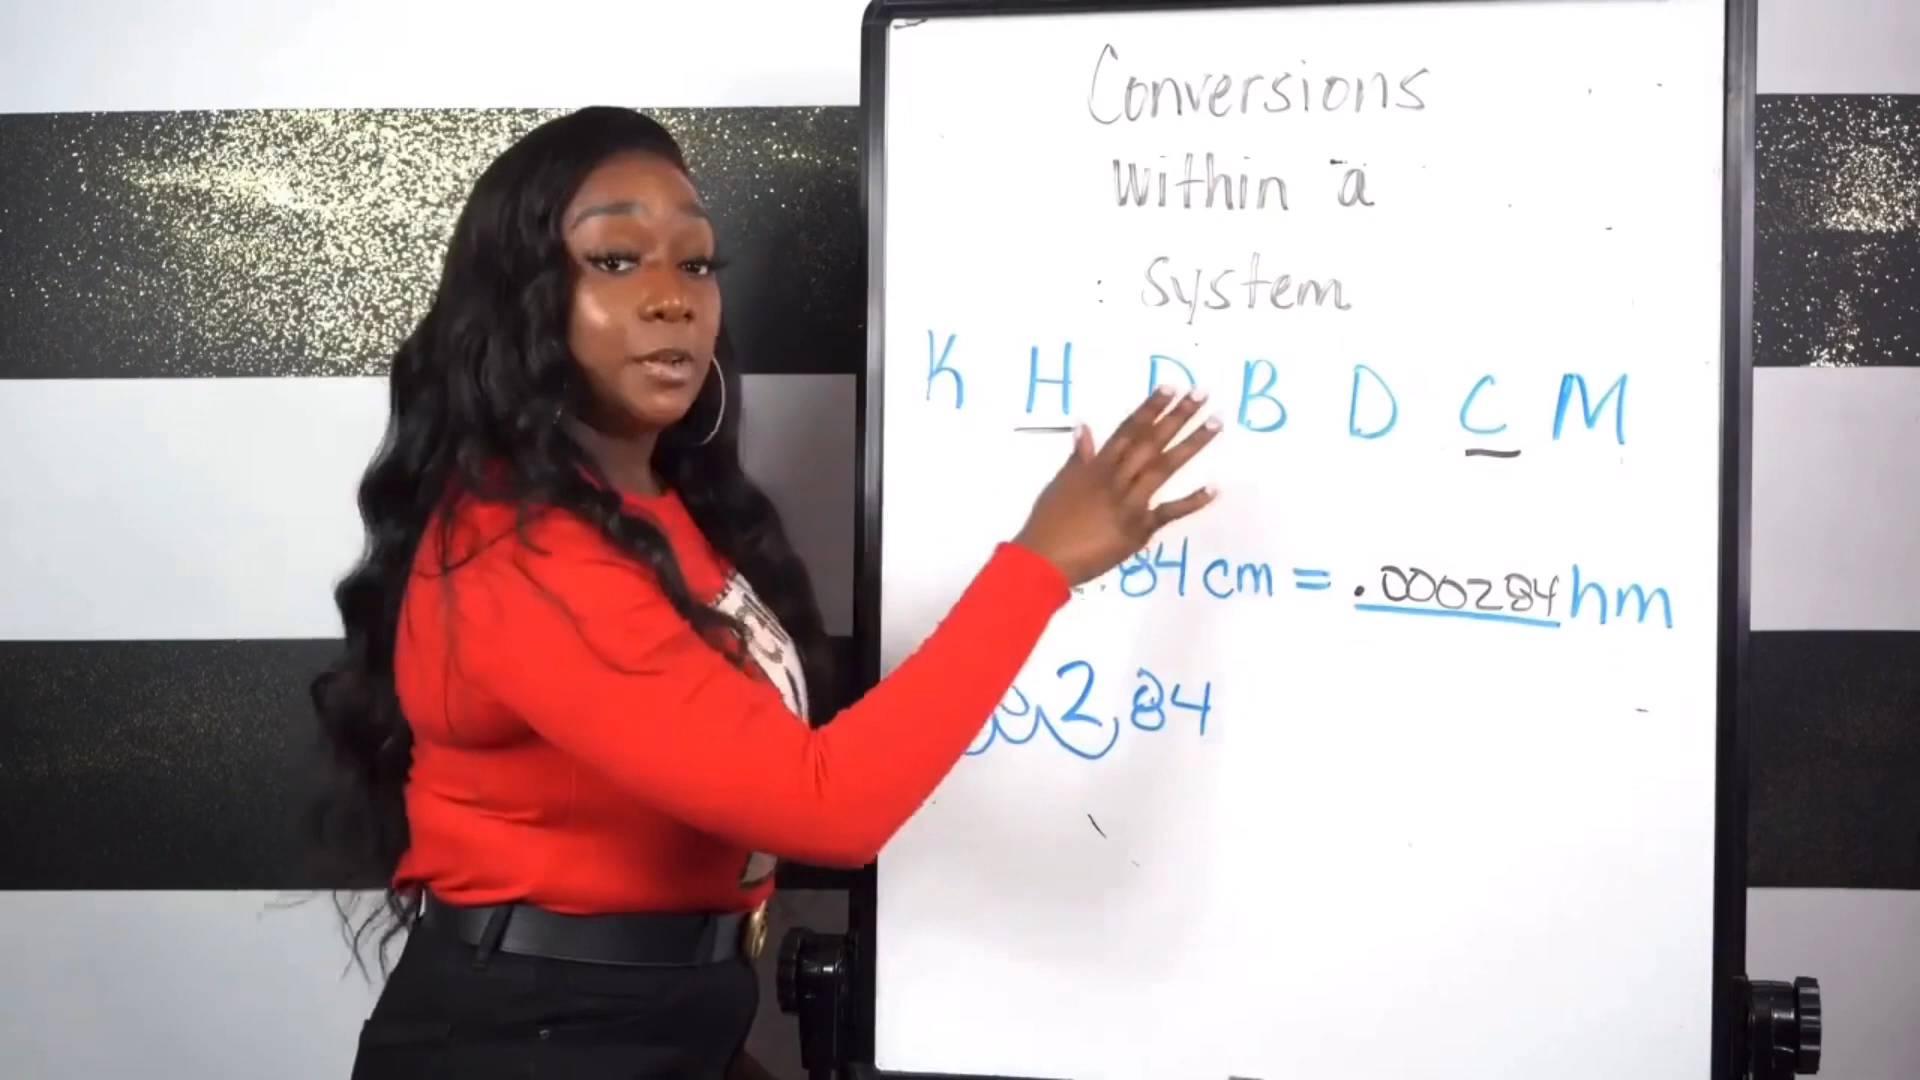 Conversions
within a
system
K H D B D C M
.84 cm = .000284 hm
2 84